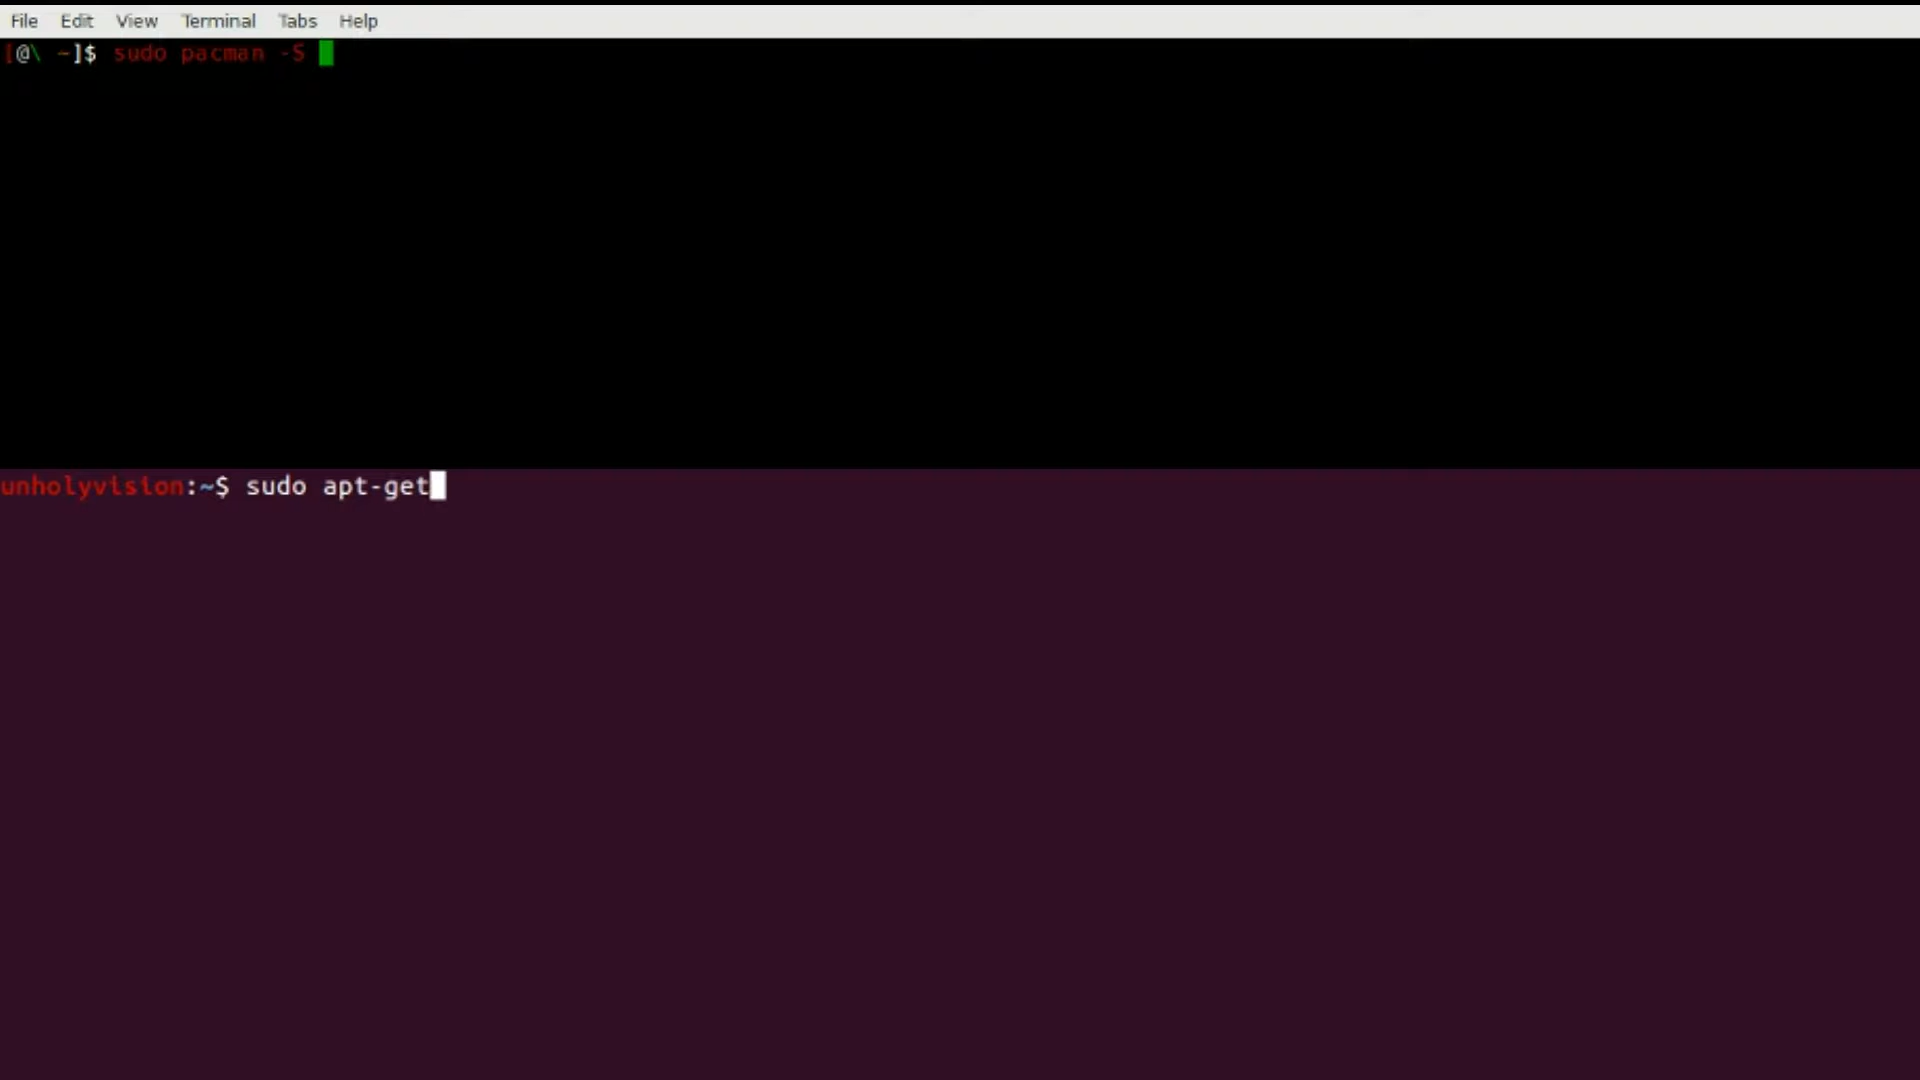 File Edit View Terminal Tabs Help
[@\ ~]$ sudo pacman -S
unholyvision:~$ sudo apt-get